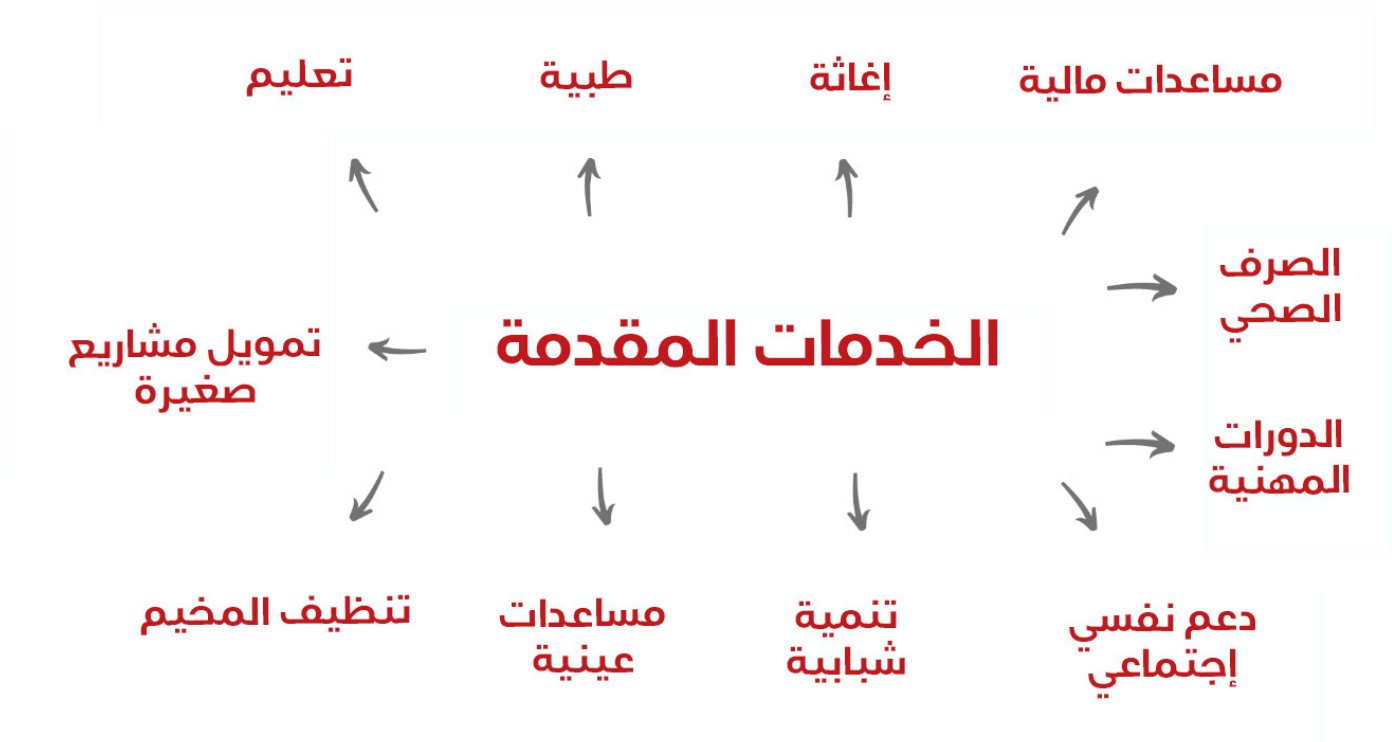 مساعدات مالية
إغاثة
طبية
تعليم
الصرف
الصحي
الخدمات المقدمة
تمويل مشاريع
صغيرة
الدورات
المهنية
دعم نفسي
إجتماعي
تنمية
شبابية
مساعدات
عينية
تنظيف المخيم